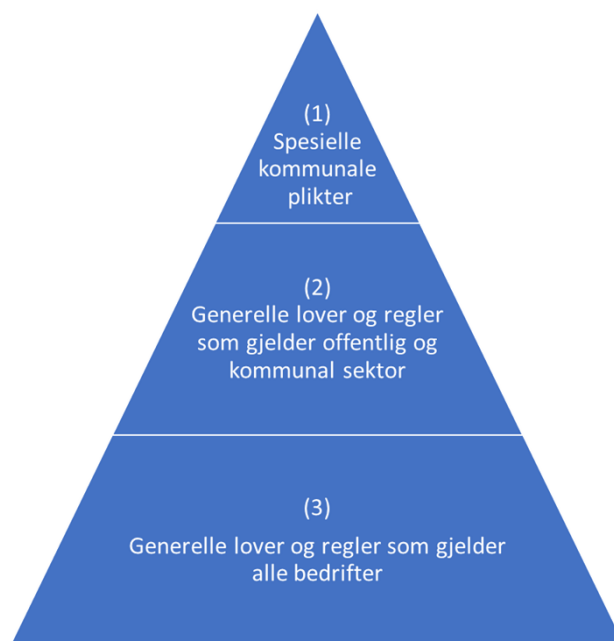 (1)
Spesielle
kommunale
plikter
(2)
Generelle lover og regler
som gjelder offentlig og
kommunal sektor
(3)
Generelle lover og regler som gjelder
alle bedrifter